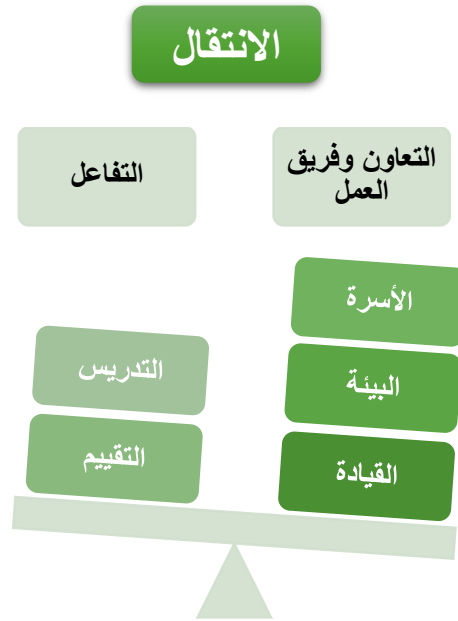 الانتقال
التعاون وفريق
العمل
التفاعل
الأسرة
البيئة
القيادة
التدريس
التقييم